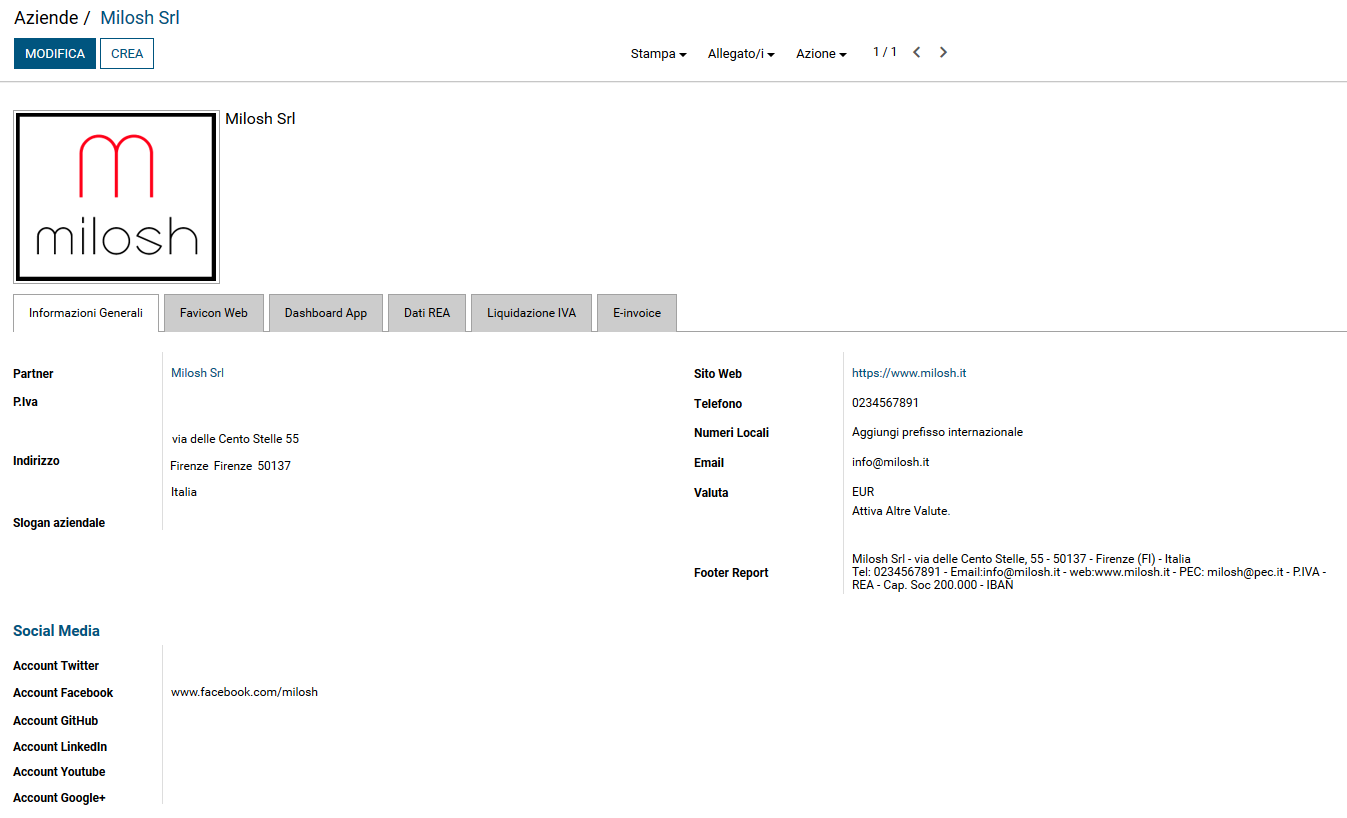 Aziende / Milosh Srl
MODIFICA CREA Stampa Allegato/i Azione 1 / 1
Milosh Srl
m
milosh
Informazioni Generali Favicon Web Dashboard App Dati REA Liquidazione IVA E-invoice
Partner Milosh Srl
P.Iva
via delle Cento Stelle 55
Indirizzo Firenze Firenze 50137
Italia
Slogan aziendale
Sito Web https://www.milosh.it
Telefono 0234567891
Numeri Locali Aggiungi prefisso internazionale
Email info@milosh.it
Valuta EUR
Attiva Altre Valute.
Milosh Srl - via delle Cento Stelle, 55 - 50137 - Firenze (FI) - Italia
Footer Report Tel: 0234567891 - Email:info@milosh.it - web:www.milosh.it - PEC: milosh@pec.it - P.IVA -
REA - Cap. Soc 200.000 - IBAN
Social Media
Account Twitter
Account Facebook www.facebook.com/milosh
Account GitHub
Account LinkedIn
Account Youtube
Account Google+